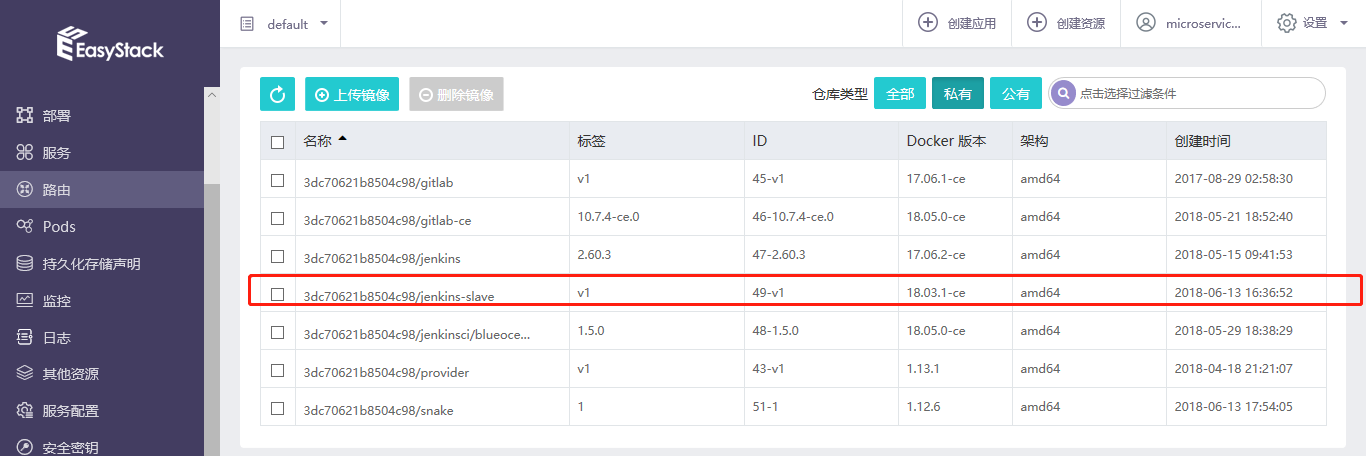 EasyStack
default
创建应用
创建资源
microservic...
设置
部署
服务
路由
Pods
持久化存储声明
监控
日志
其他资源
服务配置
安全密钥
上传镜像
删除镜像
仓库类型
全部
私有
公有
点击选择过滤条件
名称 标签 ID Docker 版本 架构 创建时间
3dc70621b8504c98/gitlab v1 45-v1 17.06.1-ce amd64 2017-08-29 02:58:30
3dc70621b8504c98/gitlab-ce 10.7.4-ce.0 46-10.7.4-ce.0 18.05.0-ce amd64 2018-05-21 18:52:40
3dc70621b8504c98/jenkins 2.60.3 47-2.60.3 17.06.2-ce amd64 2018-05-15 09:41:53
3dc70621b8504c98/jenkins-slave v1 49-v1 18.03.1-ce amd64 2018-06-13 16:36:52
3dc70621b8504c98/jenkinsci/blueoce... 1.5.0 48-1.5.0 18.05.0-ce amd64 2018-05-29 18:38:29
3dc70621b8504c98/provider v1 43-v1 1.13.1 amd64 2018-04-18 21:21:07
3dc70621b8504c98/snake 1 51-1 1.12.6 amd64 2018-06-13 17:54:05